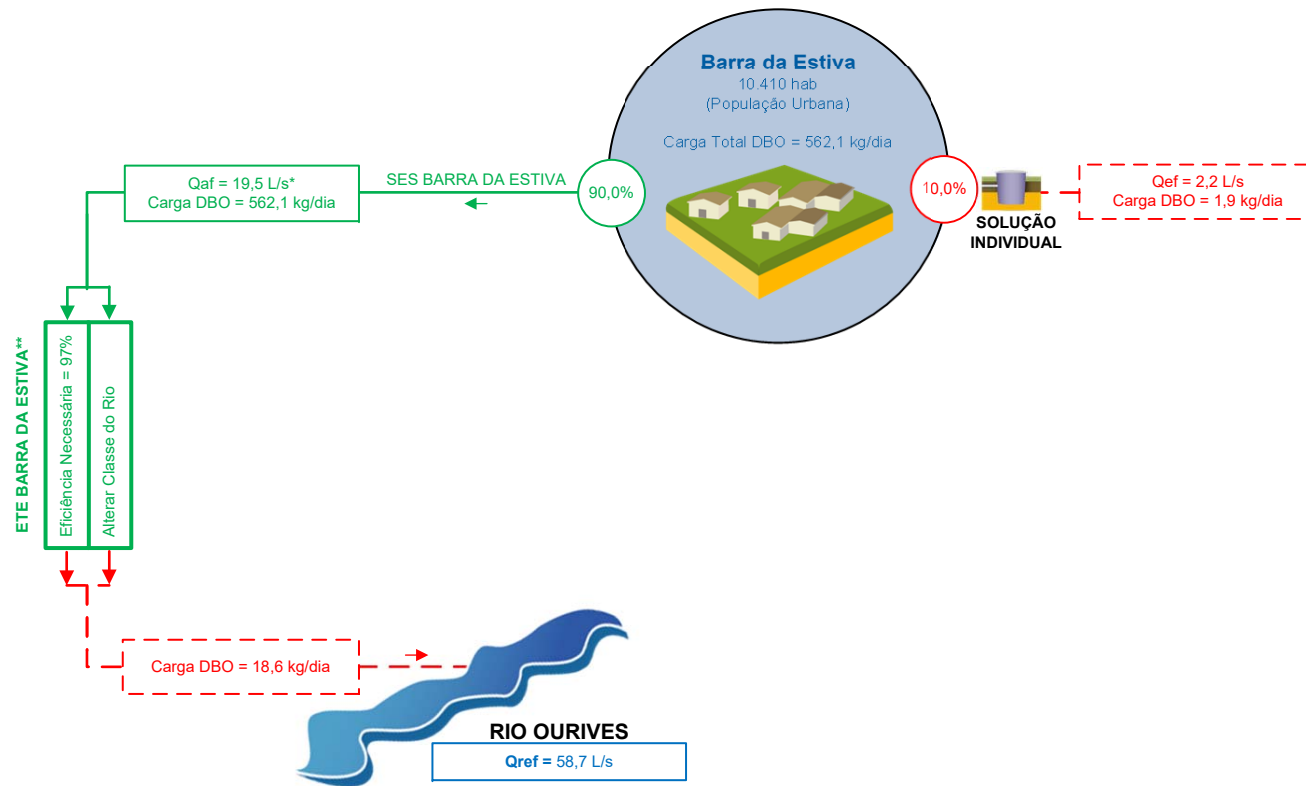 Barra da Estiva
10.410 hab
(População Urbana)
Carga Total DBO = 562,1 kg/dia
Qaf = 19,5 L/s*
Carga DBO = 562,1 kg/dia
SES BARRA DA ESTIVA
90,0%
10,0%
SOLUÇÃO
INDIVIDUAL
Qef = 2,2 L/s
Carga DBO = 1,9 kg/dia
ETE BARRA DA ESTIVA**
Eficiência Necessária = 97%
Alterar Classe do Rio
Carga DBO = 18,6 kg/dia
RIO OURIVES
Qref = 58,7 L/s